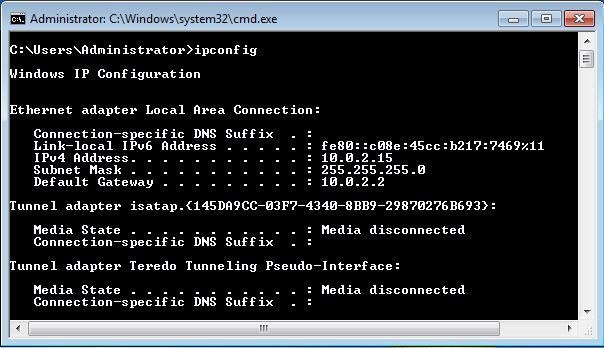 Administrator: C:\Windows\system32\cmd.exe
C:\Users\Administrator>ipconfig
Windows IP Configuration
Ethernet adapter Local Area Connection:
   Connection-specific DNS Suffix  . :
   Link-local IPv6 Address . . . . . : fe80::c08e:45cc:b217:7469%11
   IPv4 Address. . . . . . . . . . . : 10.0.2.15
   Subnet Mask . . . . . . . . . . . : 255.255.255.0
   Default Gateway . . . . . . . . . : 10.0.2.2
Tunnel adapter isatap.{145DA9CC-03F7-4340-8BB9-29870276B693}:
   Media State . . . . . . . . . . . : Media disconnected
   Connection-specific DNS Suffix  . :
Tunnel adapter Teredo Tunneling Pseudo-Interface:
   Media State . . . . . . . . . . . : Media disconnected
   Connection-specific DNS Suffix  . :